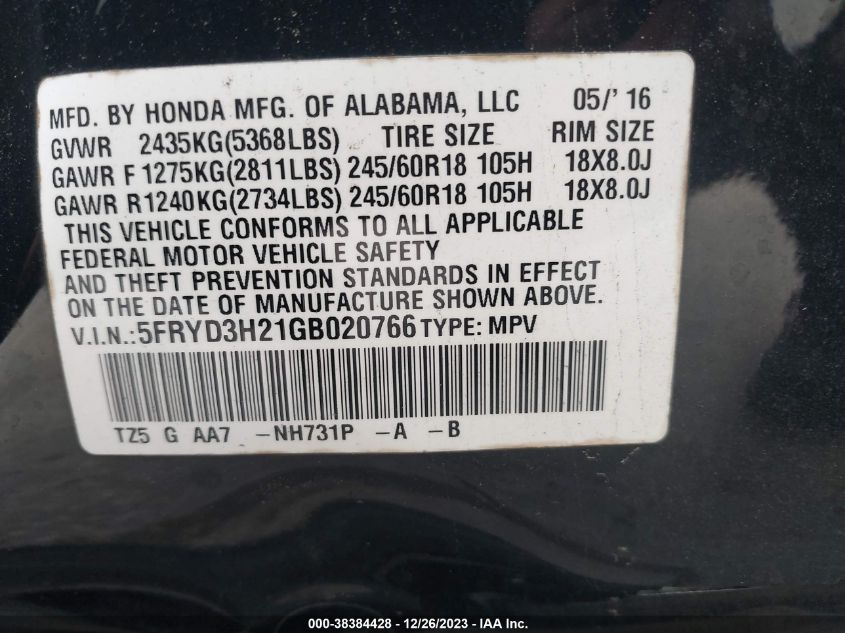 MFD. BY HONDA MFG. OF ALABAMA, LLC 05/' 16
GVWR 2435KG(5368LBS) TIRE SIZE RIM SIZE
GAWR F 1275KG(2811LBS) 245/60R18 105H 18X8.0J
GAWR R1240KG(2734LBS) 245/60R18 105H 18X8.0J
THIS VEHICLE CONFORMS TO ALL APPLICABLE
FEDERAL MOTOR VEHICLE SAFETY
AND THEFT PREVENTION STANDARDS IN EFFECT
ON THE DATE OF MANUFACTURE SHOWN ABOVE.
V.I.N.:5FRYD3H21GB020766 TYPE: MPV
TZ5 G AA7 -NH731P -A -B
000-38384428 - 12/26/2023 - IAA Inc.